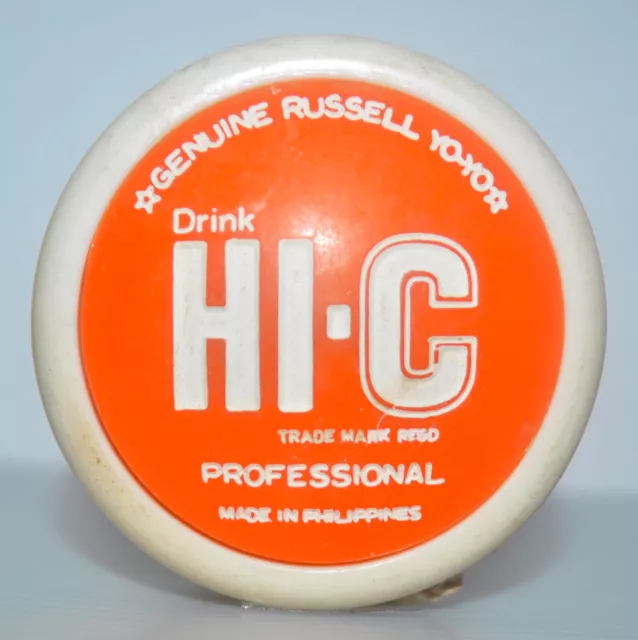 ☆GENUINE RUSSELL YO-YO☆
Drink
HI-C
TRADE MARK REGD
PROFESSIONAL
MADE IN PHILIPPINES